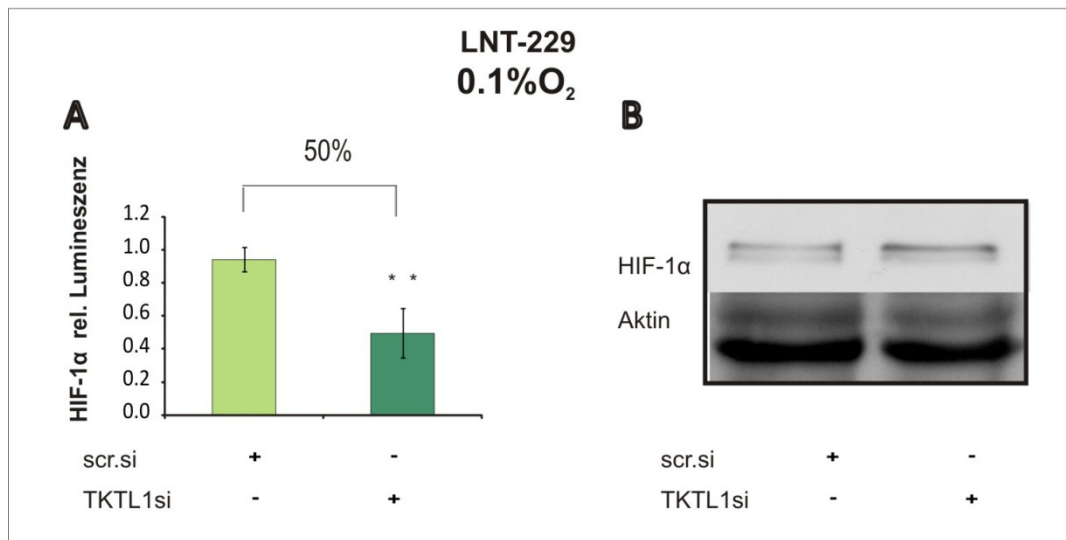 LNT-229
0.1%O₂
A
50%
HIF-1α rel. Lumineszenz
1.2
1.0
0.8
0.6
0.4
0.2
0.0
* *
scr.si + -
TKTL1si - +
B
HIF-1α
Aktin
scr.si + -
TKTL1si - +